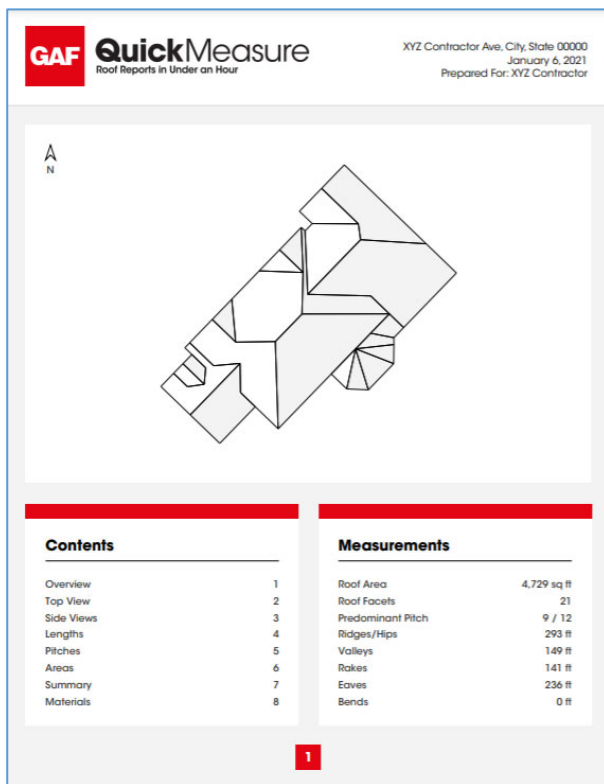 GAF QuickMeasure
Roof Reports in Under an Hour
XYZ Contractor Ave, City, State 00000
January 6, 2021
Prepared For: XYZ Contractor
N
Contents
Overview 1
Top View 2
Side Views 3
Lengths 4
Pitches 5
Areas 6
Summary 7
Materials 8
Measurements
Roof Area 4,729 sq ft
Roof Facets 21
Predominant Pitch 9 / 12
Ridges/Hips 293 ft
Valleys 149 ft
Rakes 141 ft
Eaves 236 ft
Bends 0 ft
1